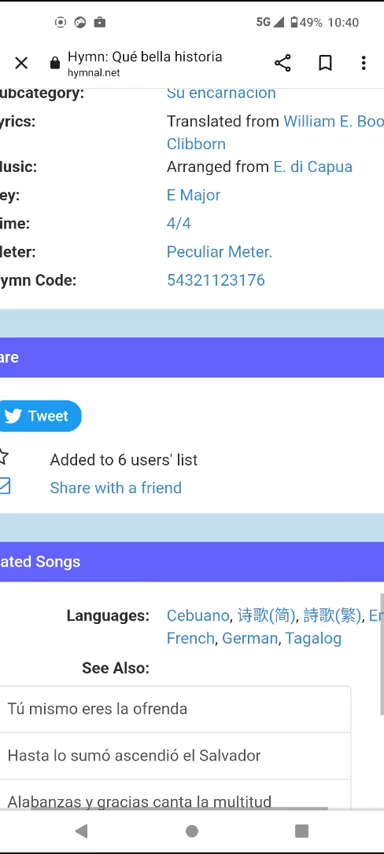 5G 49% 10:40
Hymn: Qué bella historia
hymnal.net
ubcategory: Su encarnación
yrics: Translated from William E. Boo
Clibborn
usic: Arranged from E. di Capua
ey: E Major
ime: 4/4
leter: Peculiar Meter.
ymn Code: 54321123176
are
Tweet
Added to 6 users' list
Share with a friend
ated Songs
Languages: Cebuano, 诗歌(简), 詩歌(繁), En
French, German, Tagalog
See Also:
Tú mismo eres la ofrenda
Hasta lo sumó ascendió el Salvador
Alabanzas y gracias canta la multitud